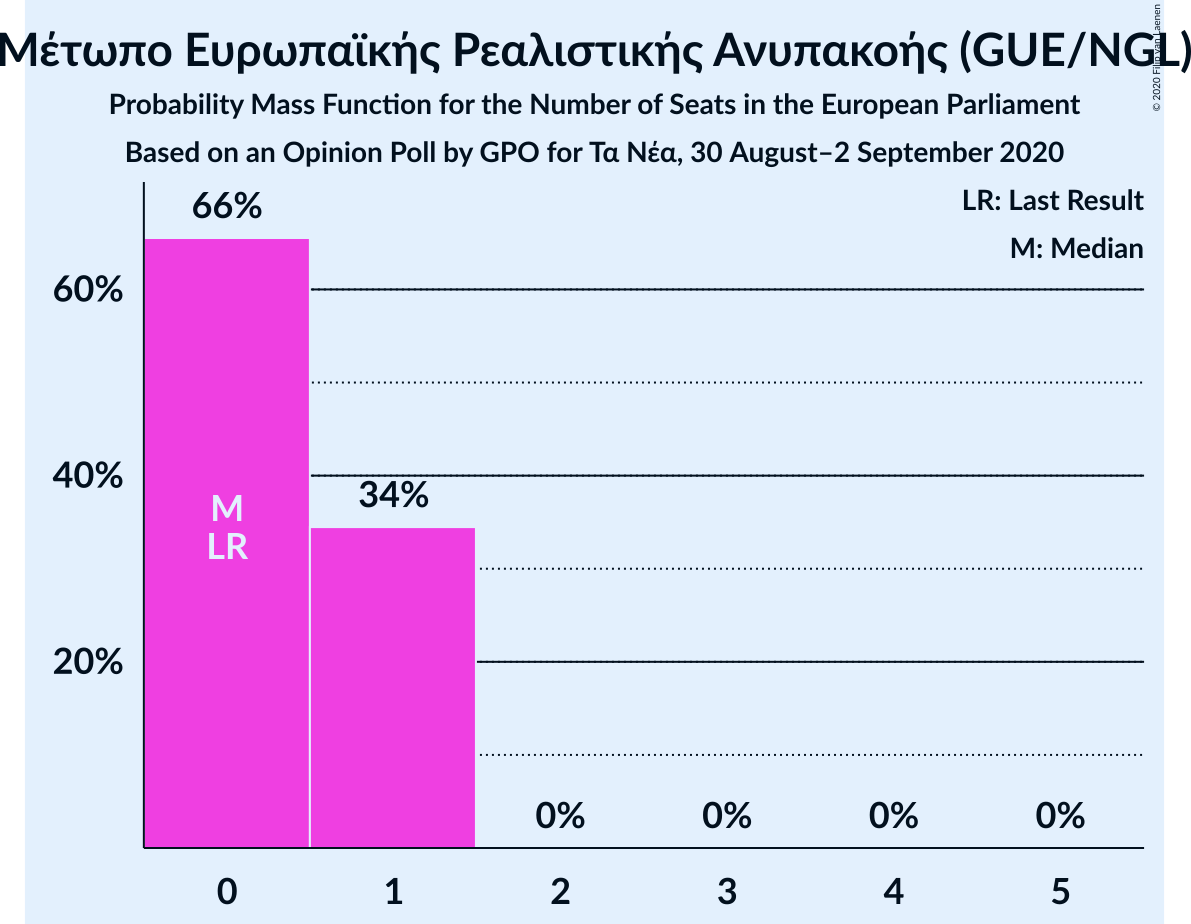 Μέτωπο Ευρωπαϊκής Ρεαλιστικής Ανυπακοής (GUE/NGL)
Probability Mass Function for the Number of Seats in the European Parliament
Based on an Opinion Poll by GPO for Τα Νέα, 30 August–2 September 2020
© 2020 Filip van Laenen
LR: Last Result
M: Median
66%
60%
40%
34%
M
LR
20%
0%
0%
0%
0%
0
1
2
3
4
5